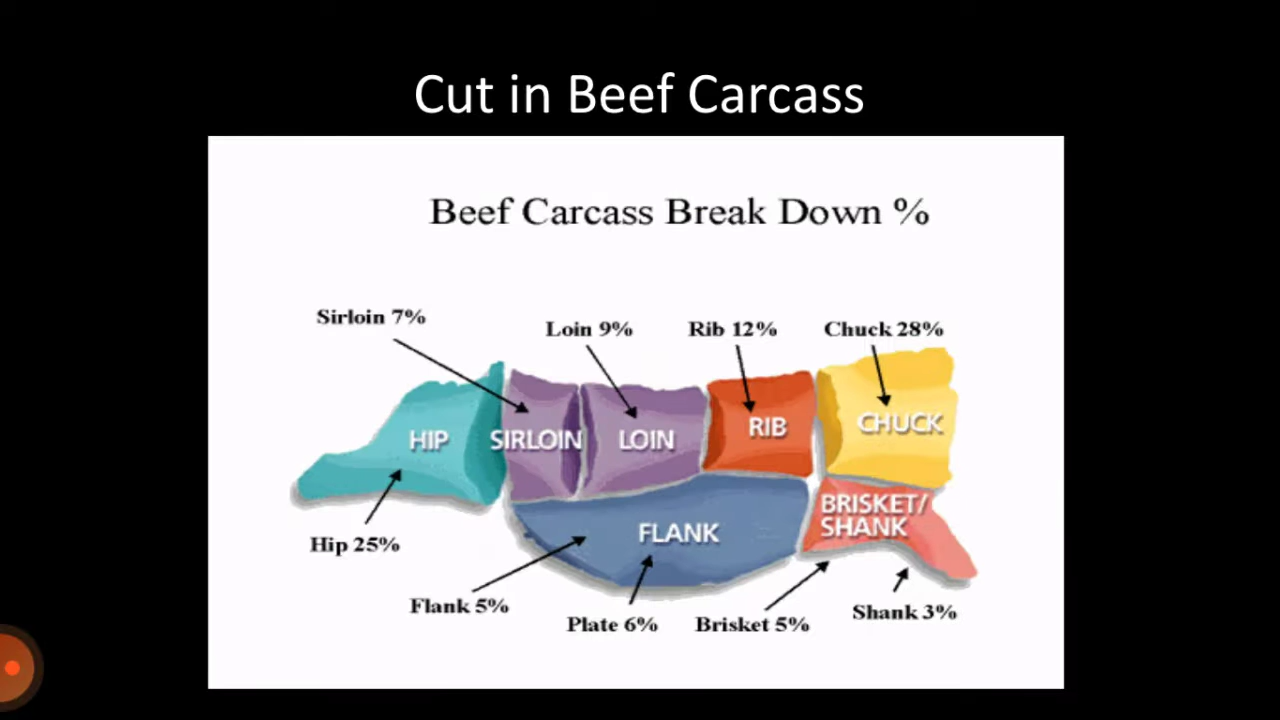 Cut in Beef Carcass
Beef Carcass Break Down %
Sirloin 7%
Loin 9%
Rib 12%
Chuck 28%
HIP
SIRLOIN
LOIN
RIB
CHUCK
BRISKET/
SHANK
FLANK
Hip 25%
Flank 5%
Plate 6%
Brisket 5%
Shank 3%